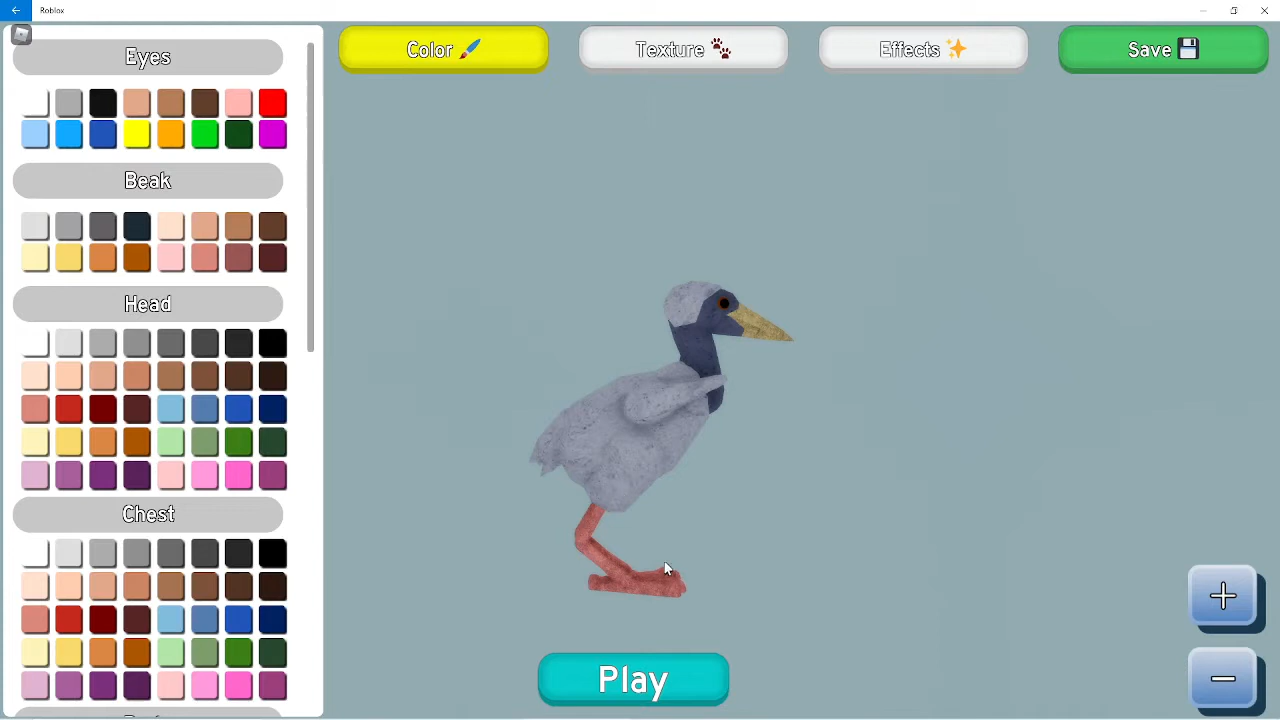 Roblox
Eyes
Color
Texture
Effects
Save
Beak
Head
Chest
Play